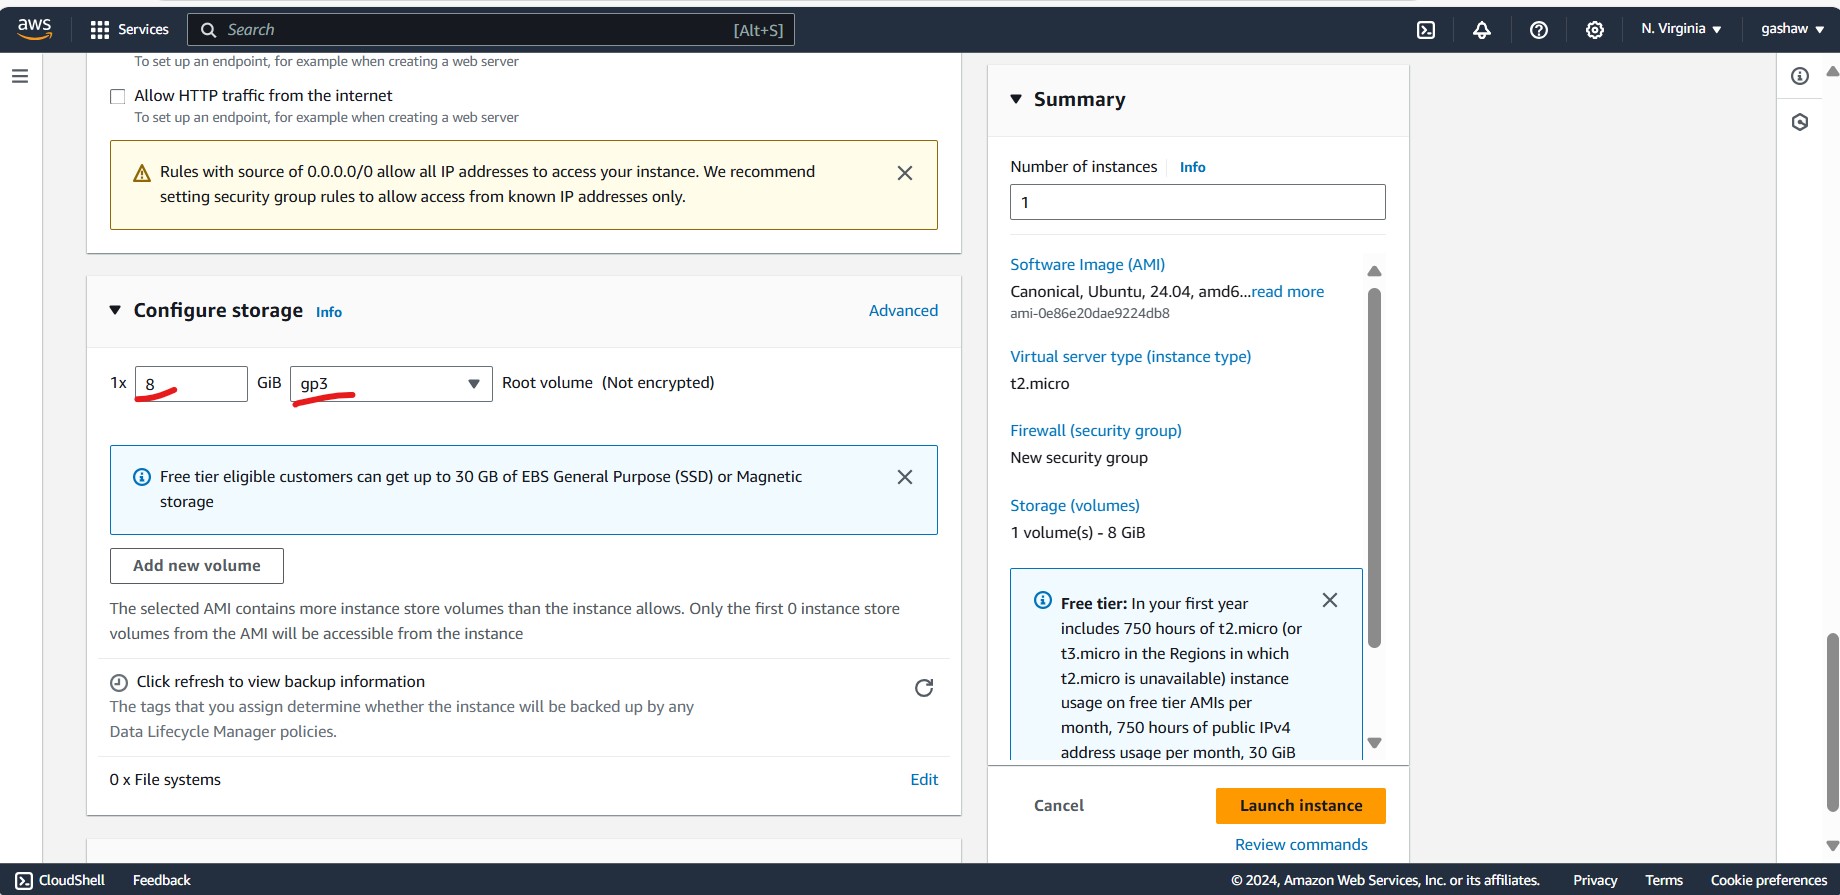 aws
Services
Search
[Alt+S]
N. Virginia
gashaw
To set up an endpoint, for example when creating a web server
Allow HTTP traffic from the internet
To set up an endpoint, for example when creating a web server
Rules with source of 0.0.0.0/0 allow all IP addresses to access your instance. We recommend
setting security group rules to allow access from known IP addresses only.
Configure storage Info
Advanced
1x 8 GiB gp3 Root volume (Not encrypted)
Free tier eligible customers can get up to 30 GB of EBS General Purpose (SSD) or Magnetic
storage
Add new volume
The selected AMI contains more instance store volumes than the instance allows. Only the first 0 instance store
volumes from the AMI will be accessible from the instance
Click refresh to view backup information
The tags that you assign determine whether the instance will be backed up by any
Data Lifecycle Manager policies.
0 x File systems
Edit
Summary
Number of instances Info
1
Software Image (AMI)
Canonical, Ubuntu, 24.04, amd6...read more
ami-0e86e20dae9224db8
Virtual server type (instance type)
t2.micro
Firewall (security group)
New security group
Storage (volumes)
1 volume(s) - 8 GiB
Free tier: In your first year
includes 750 hours of t2.micro (or
t3.micro in the Regions in which
t2.micro is unavailable) instance
usage on free tier AMIs per
month, 750 hours of public IPv4
address usage per month, 30 GiB
Cancel
Launch instance
Review commands
CloudShell
Feedback
© 2024, Amazon Web Services, Inc. or its affiliates.
Privacy
Terms
Cookie preferences